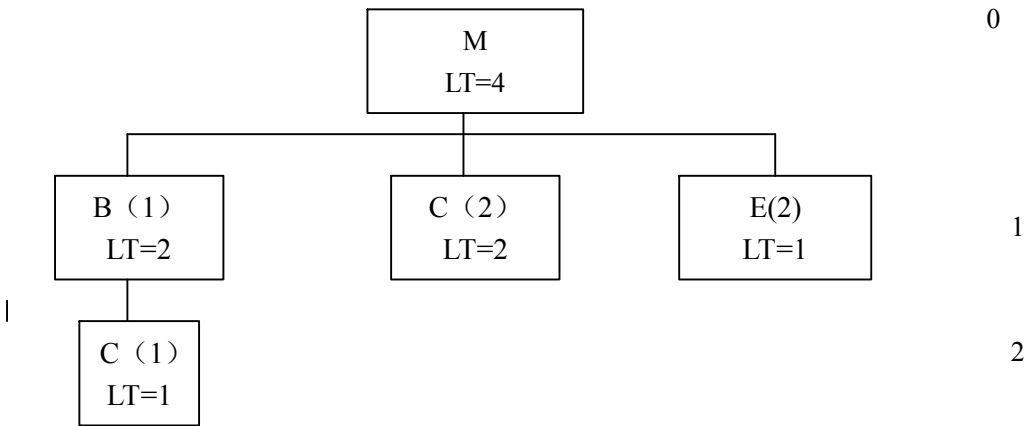 0
M
LT=4
B（1）
LT=2
C（2）
LT=2
E(2)
LT=1
1
C（1）
LT=1
2